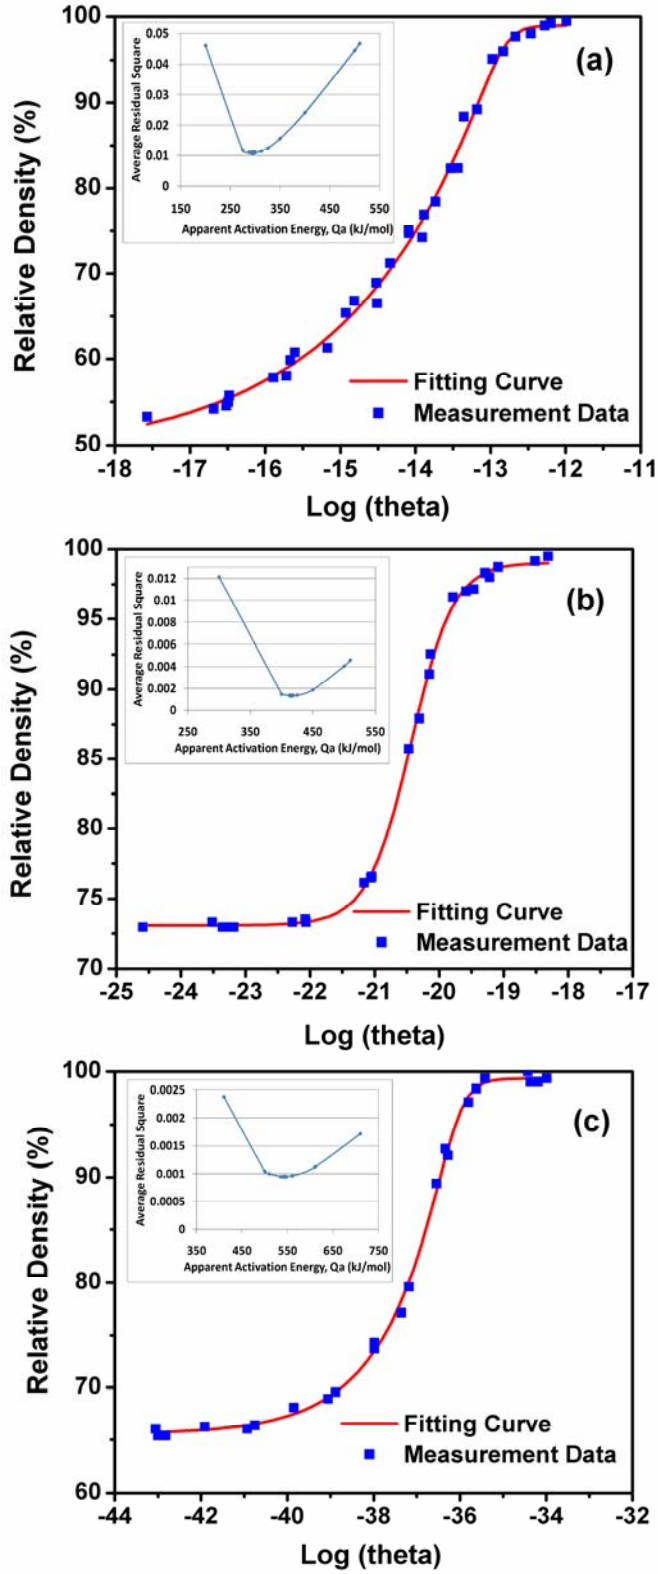 (a)
Relative Density (%)
100
90
80
70
60
50
-18 -17 -16 -15 -14 -13 -12 -11
Log (theta)
Fitting Curve
Measurement Data
Average Residual Square
0.05
0.04
0.03
0.02
0.01
0
150 250 350 450 550
Apparent Activation Energy, Qa (kJ/mol)
(b)
Relative Density (%)
100
95
90
85
80
75
70
-25 -24 -23 -22 -21 -20 -19 -18 -17
Log (theta)
Fitting Curve
Measurement Data
Average Residual Square
0.012
0.01
0.008
0.006
0.004
0.002
0
250 350 450 550
Apparent Activation Energy, Qa (kJ/mol)
(c)
Relative Density (%)
100
90
80
70
60
-44 -42 -40 -38 -36 -34 -32
Log (theta)
Fitting Curve
Measurement Data
Average Residual Square
0.0025
0.002
0.0015
0.001
0.0005
0
350 450 550 650 750
Apparent Activation Energy, Qa (kJ/mol)